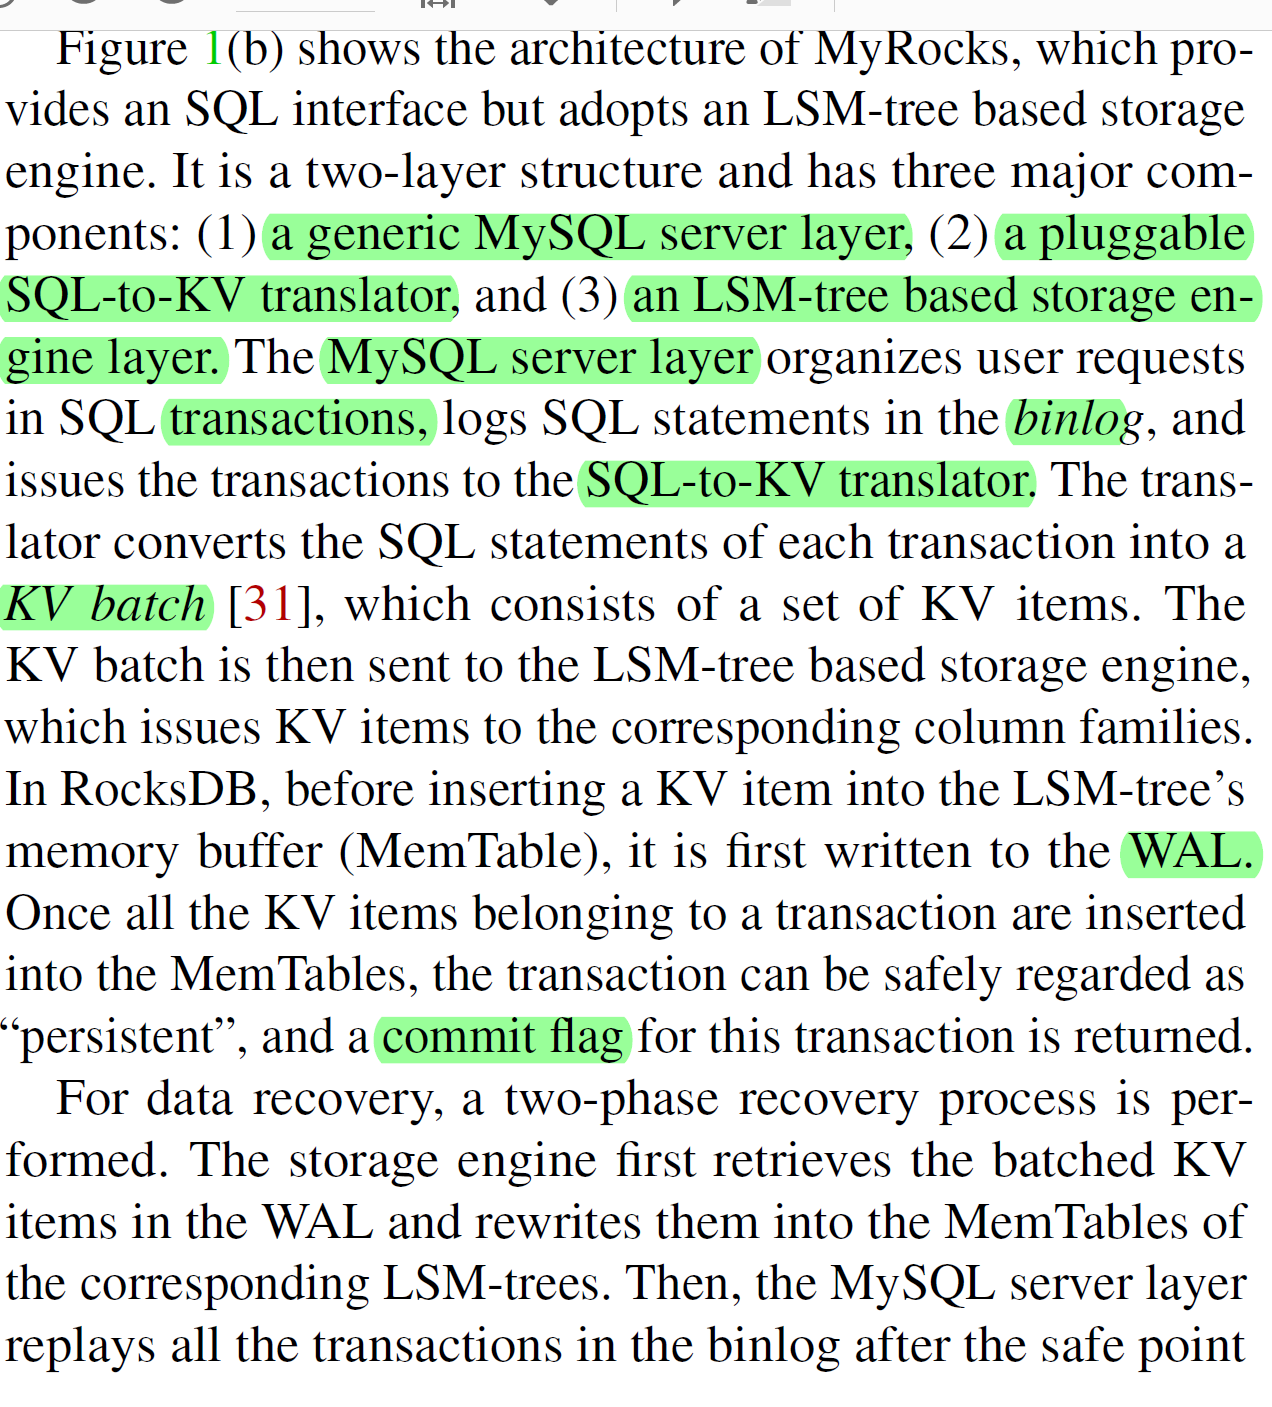 Figure 1(b) shows the architecture of MyRocks, which pro-
vides an SQL interface but adopts an LSM-tree based storage
engine. It is a two-layer structure and has three major com-
ponents: (1) a generic MySQL server layer, (2) a pluggable
SQL-to-KV translator, and (3) an LSM-tree based storage en-
gine layer. The MySQL server layer organizes user requests
in SQL transactions, logs SQL statements in the binlog, and
issues the transactions to the SQL-to-KV translator. The trans-
lator converts the SQL statements of each transaction into a
KV batch [31], which consists of a set of KV items. The
KV batch is then sent to the LSM-tree based storage engine,
which issues KV items to the corresponding column families.
In RocksDB, before inserting a KV item into the LSM-tree’s
memory buffer (MemTable), it is first written to the WAL.
Once all the KV items belonging to a transaction are inserted
into the MemTables, the transaction can be safely regarded as
“persistent”, and a commit flag for this transaction is returned.
For data recovery, a two-phase recovery process is per-
formed. The storage engine first retrieves the batched KV
items in the WAL and rewrites them into the MemTables of
the corresponding LSM-trees. Then, the MySQL server layer
replays all the transactions in the binlog after the safe point